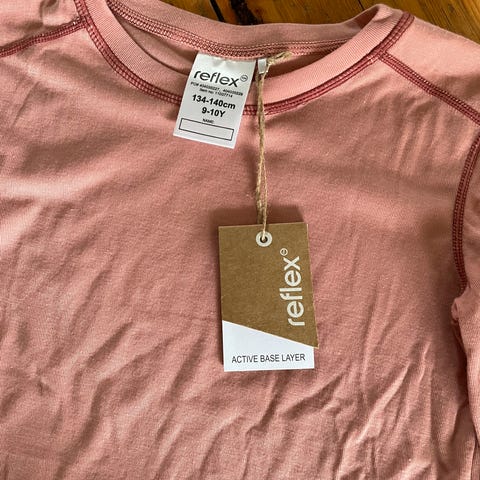 reflex
134-140cm
9-10Y
NAME:
reflex
ACTIVE BASE LAYER